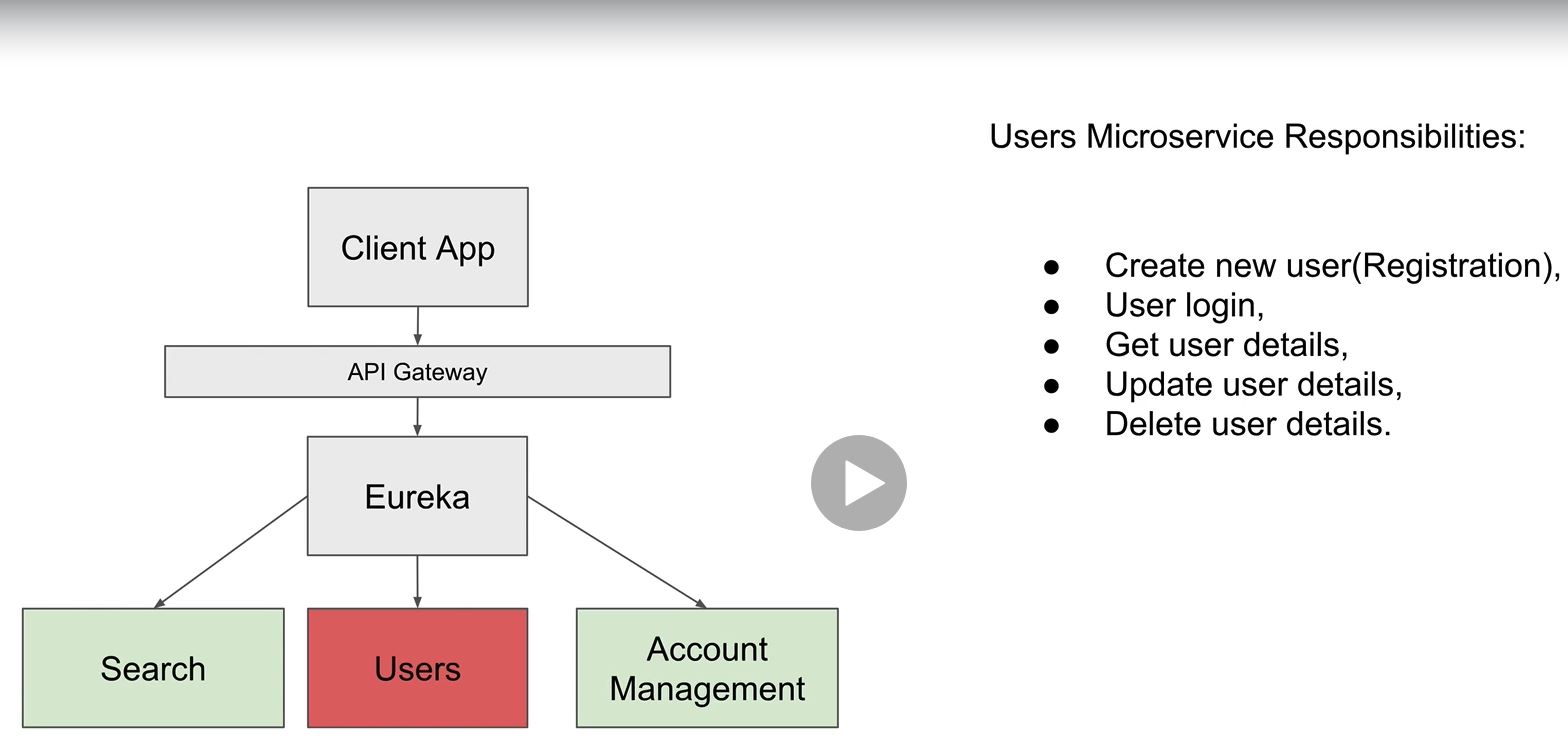 Users Microservice Responsibilities:
Client App
API Gateway
Eureka
Search
Users
Account
Management
● Create new user(Registration),
● User login,
● Get user details,
● Update user details,
● Delete user details.